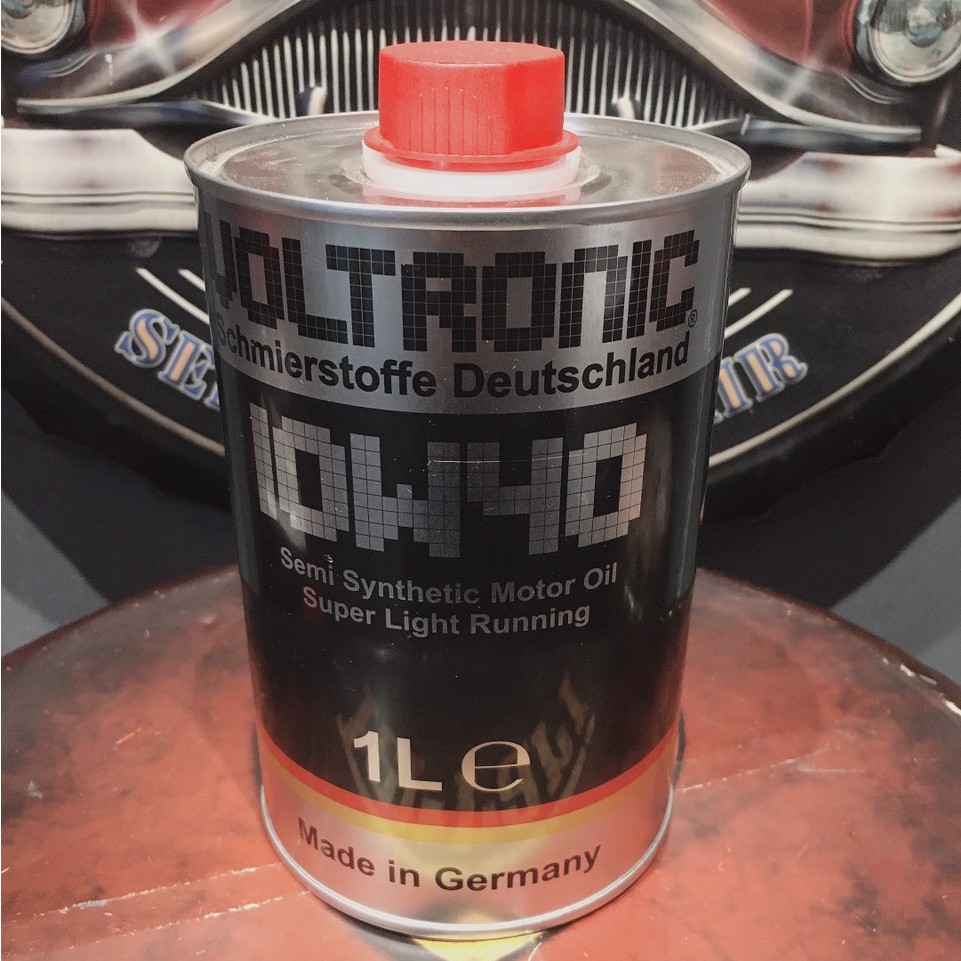 VOLTRONIC®
Schmierstoffe Deutschland
10W40
Semi Synthetic Motor Oil
Super Light Running
1L ℮
Made in Germany